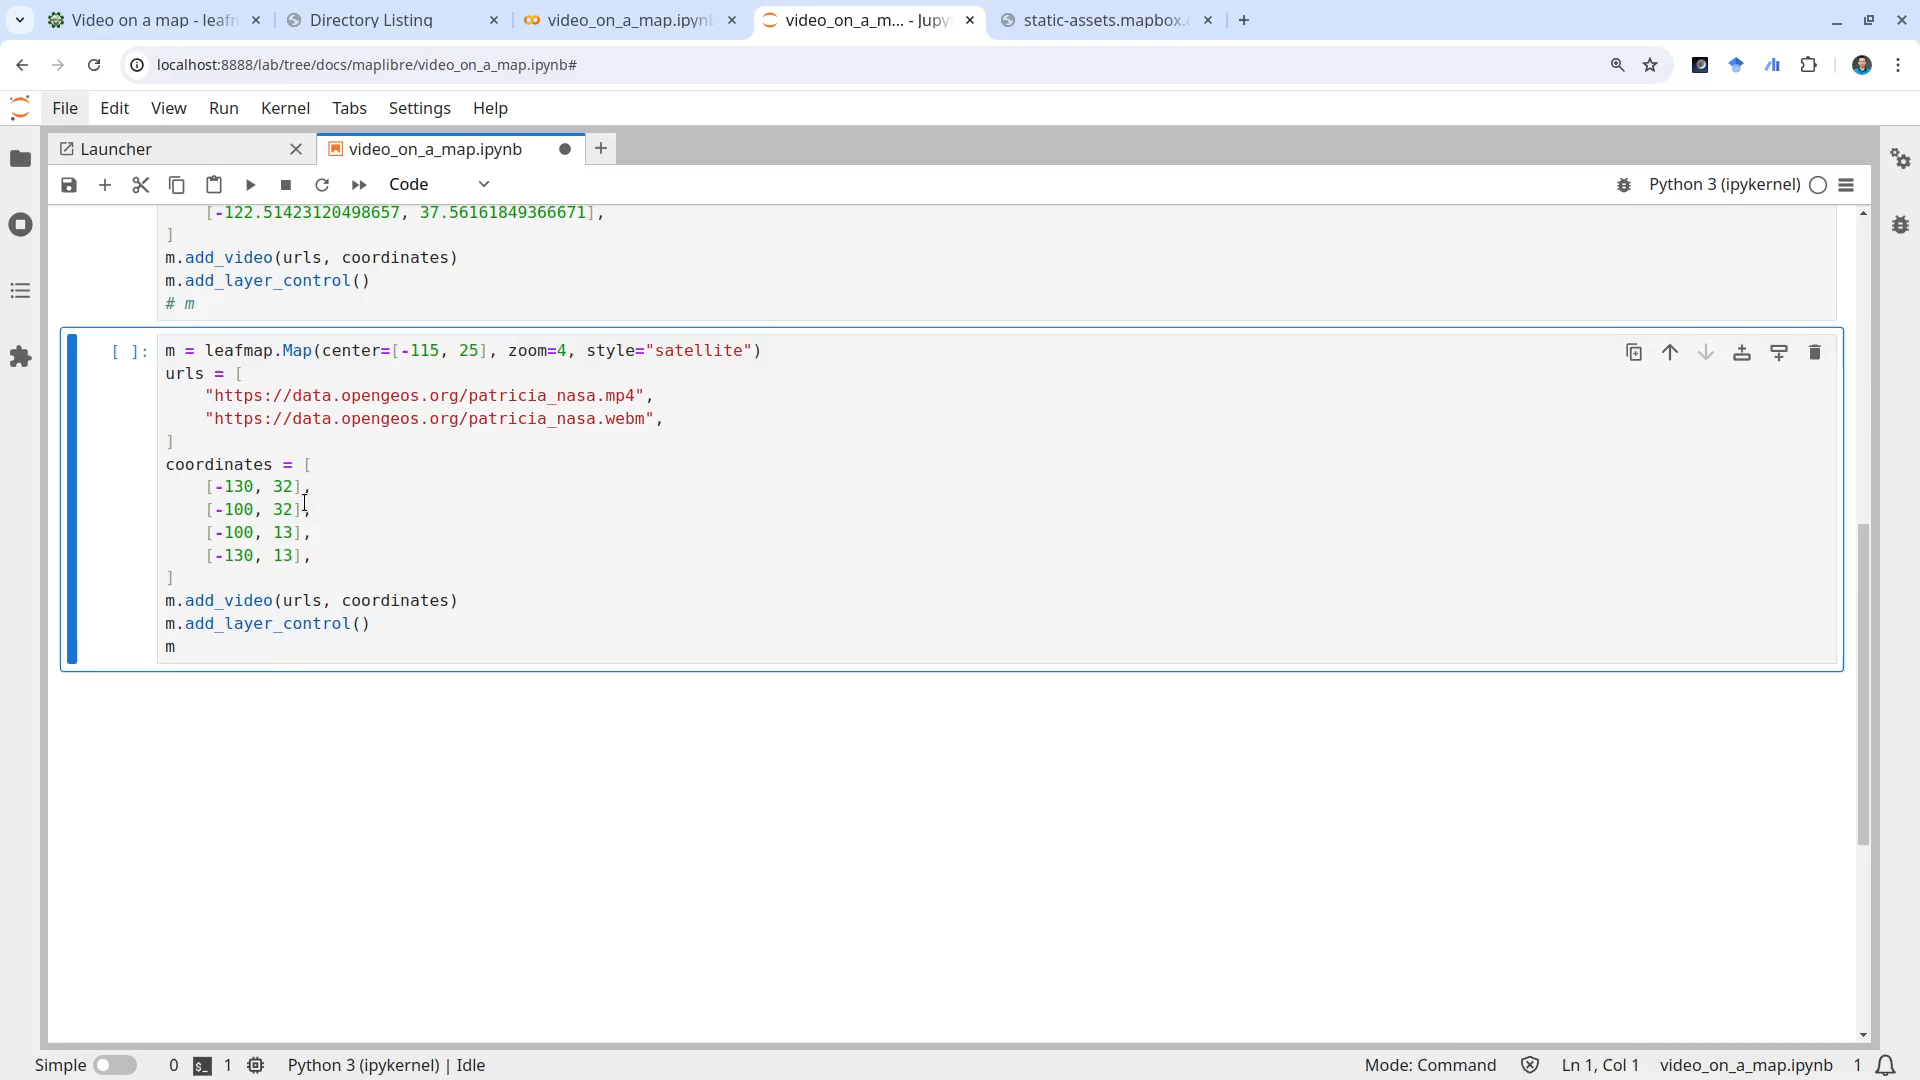 Video on a map - leafn
Directory Listing
video_on_a_map.ipynb
video_on_a_m... - Jupy
static-assets.mapbox.c
localhost:8888/lab/tree/docs/maplibre/video_on_a_map.ipynb#
File Edit View Run Kernel Tabs Settings Help
Launcher
video_on_a_map.ipynb
Code
Python 3 (ipykernel)
[-122.51423120498657, 37.56161849366671],
]
m.add_video(urls, coordinates)
m.add_layer_control()
# m
[ ]: m = leafmap.Map(center=[-115, 25], zoom=4, style="satellite")
urls = [
"https://data.opengeos.org/patricia_nasa.mp4",
"https://data.opengeos.org/patricia_nasa.webm",
]
coordinates = [
[-130, 32],
[-100, 32],
[-100, 13],
[-130, 13],
]
m.add_video(urls, coordinates)
m.add_layer_control()
m
Simple 0 $_ 1 Python 3 (ipykernel) | Idle Mode: Command Ln 1, Col 1 video_on_a_map.ipynb 1